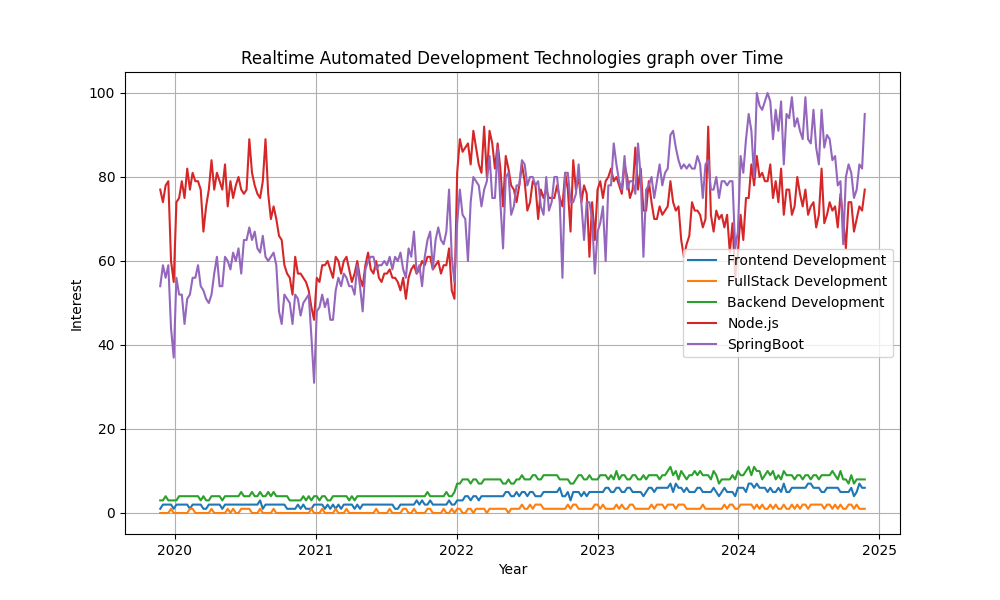 Realtime Automated Development Technologies graph over Time
Interest
100
80
60
40
20
0
Frontend Development
FullStack Development
Backend Development
Node.js
SpringBoot
2020 2021 2022 2023 2024 2025
Year